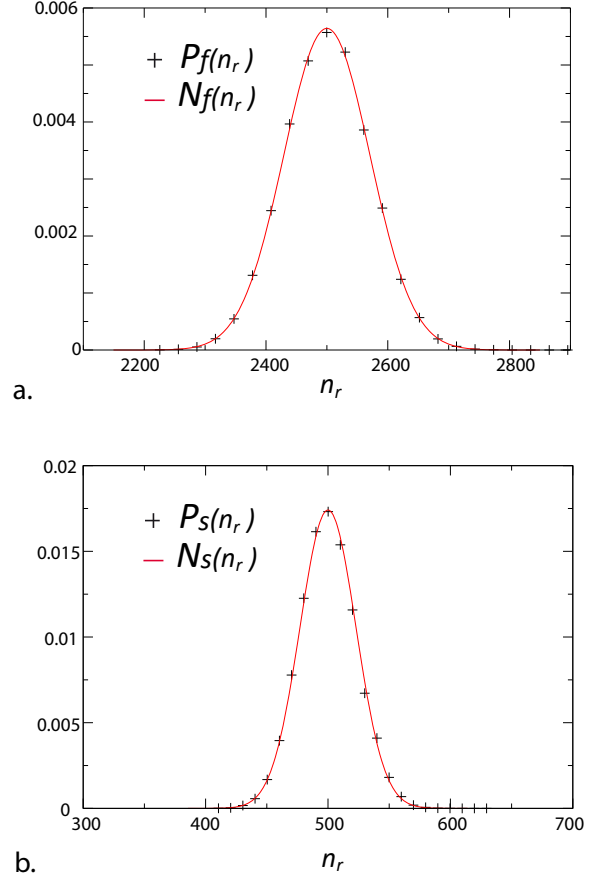 0.006
+ Pf(nr)
— Nf(nr)
0.004
0.002
0
2200 2400 2600 2800
nr
a.
0.02
+ Ps(nr)
— Ns(nr)
0.015
0.01
0.005
0
300 400 500 600 700
nr
b.